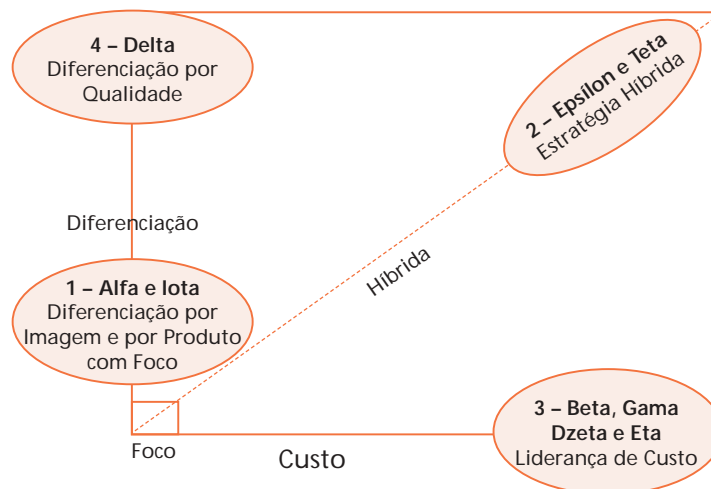 4 – Delta
Diferenciação por
Qualidade
2 – Epsílon e Teta
Estratégia Híbrida
Diferenciação
Híbrida
1 – Alfa e Iota
Diferenciação por
Imagem e por Produto
com Foco
3 – Beta, Gama
Dzeta e Eta
Liderança de Custo
Foco
Custo